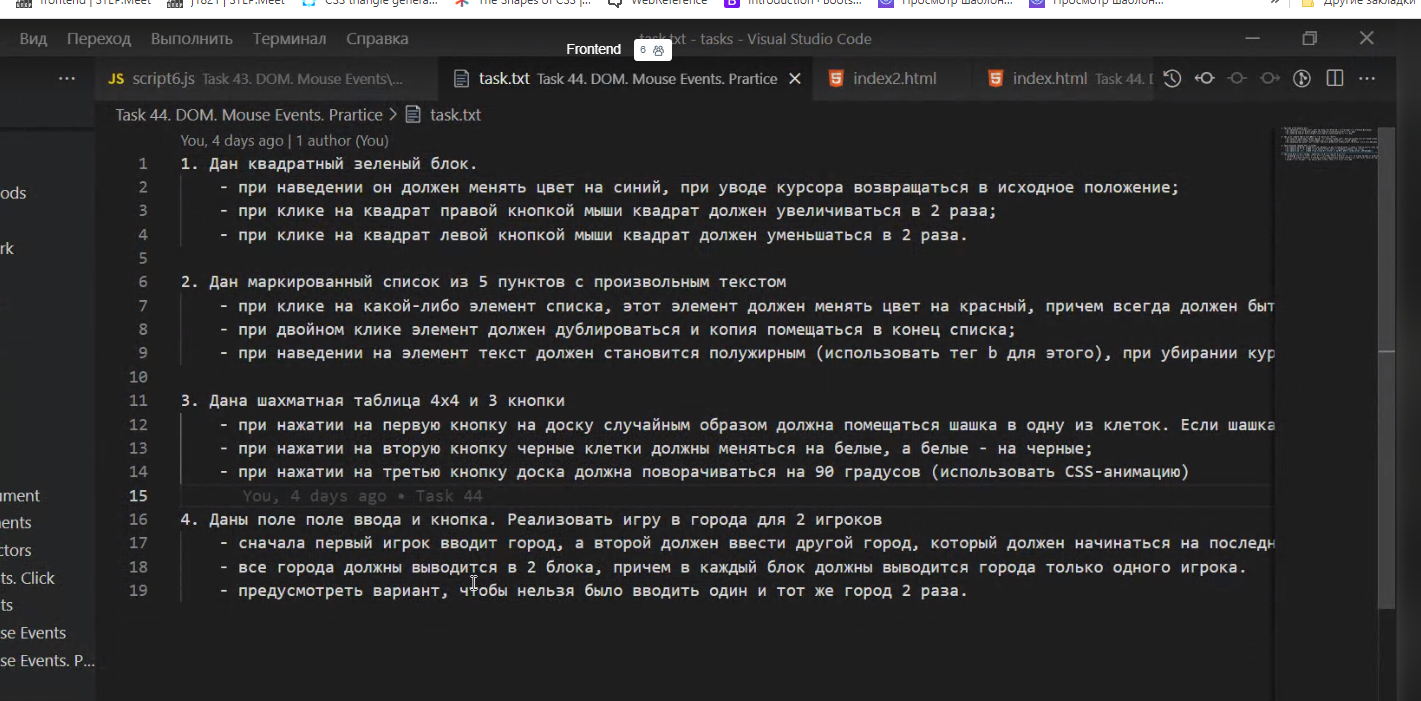 frontend | STEP.Meet
J1821 | STEP.Meet
CSS triangle genera...
The Shapes of CSS |...
WebReference
Introduction · Boots...
Просмотр шаблон...
Просмотр шаблон...
»
Другие закладки
Вид Переход Выполнить Терминал Справка
task.txt - tasks - Visual Studio Code
Frontend 6
JS script6.js Task 43. DOM. Mouse Events\...
task.txt Task 44. DOM. Mouse Events. Prartice
index2.html
index.html Task 44.
Task 44. DOM. Mouse Events. Prartice > task.txt
You, 4 days ago | 1 author (You)
1 1. Дан квадратный зеленый блок.
2 - при наведении он должен менять цвет на синий, при уводе курсора возвращаться в исходное положение;
3 - при клике на квадрат правой кнопкой мыши квадрат должен увеличиваться в 2 раза;
4 - при клике на квадрат левой кнопкой мыши квадрат должен уменьшаться в 2 раза.
5
6 2. Дан маркированный список из 5 пунктов с произвольным текстом
7 - при клике на какой-либо элемент списка, этот элемент должен менять цвет на красный, причем всегда должен быт
8 - при двойном клике элемент должен дублироваться и копия помещаться в конец списка;
9 - при наведении на элемент текст должен становится полужирным (использовать тег b для этого), при убирании кур
10
11 3. Дана шахматная таблица 4x4 и 3 кнопки
12 - при нажатии на первую кнопку на доску случайным образом должна помещаться шашка в одну из клеток. Если шашка
13 - при нажатии на вторую кнопку черные клетки должны меняться на белые, а белые - на черные;
14 - при нажатии на третью кнопку доска должна поворачиваться на 90 градусов (использовать CSS-анимацию)
15 You, 4 days ago • Task 44
16 4. Даны поле поле ввода и кнопка. Реализовать игру в города для 2 игроков
17 - сначала первый игрок вводит город, а второй должен ввести другой город, который должен начинаться на последн
18 - все города должны выводится в 2 блока, причем в каждый блок должны выводится города только одного игрока.
19 - предусмотреть вариант, чтобы нельзя было вводить один и тот же город 2 раза.
ods
rk
ument
ents
ctors
ts. Click
ts
se Events
se Events. P...